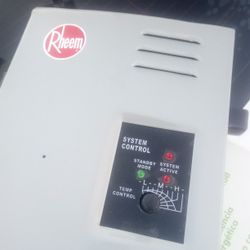 Rheem
SYSTEM
CONTROL
STANDBY SYSTEM
MODE ACTIVE
-L--M--H-
TEMP
CONTROL